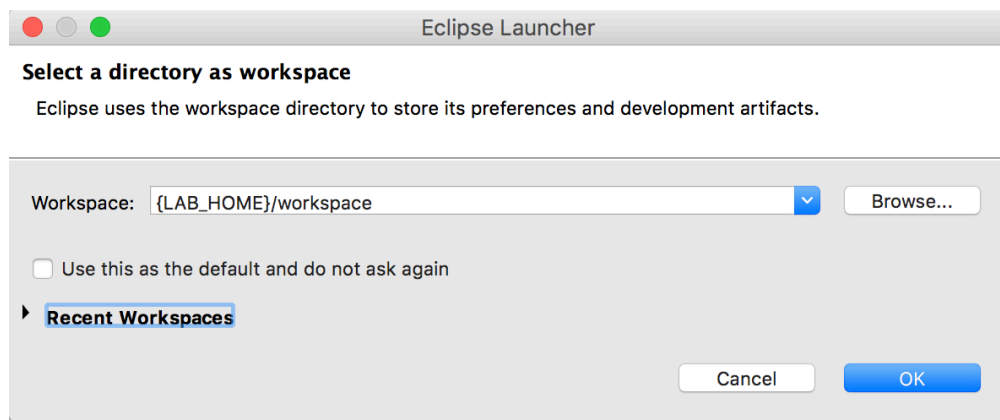 Eclipse Launcher
Select a directory as workspace
Eclipse uses the workspace directory to store its preferences and development artifacts.
Workspace: {LAB_HOME}/workspace Browse...
Use this as the default and do not ask again
Recent Workspaces
Cancel OK